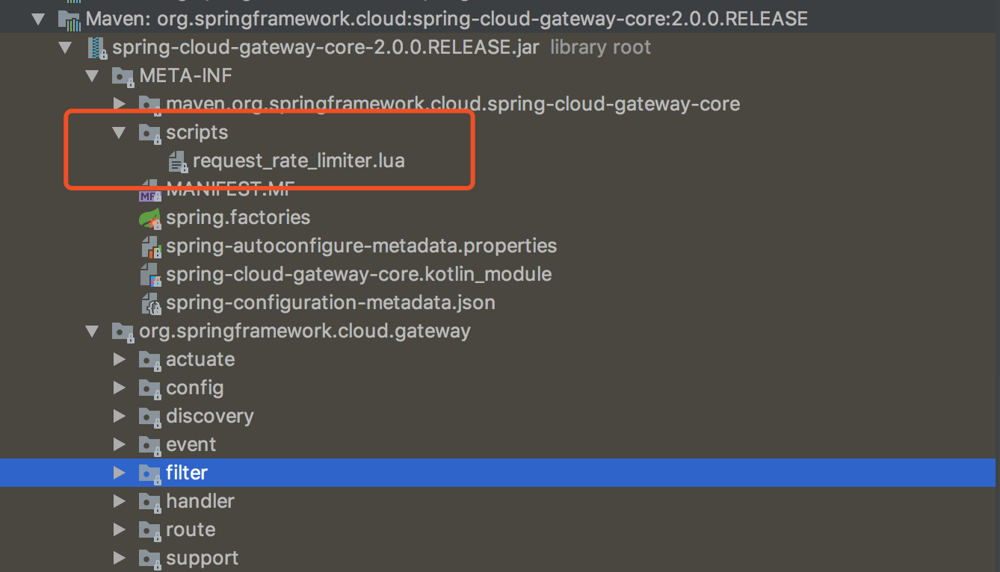 Maven: org.springframework.cloud:spring-cloud-gateway-core:2.0.0.RELEASE
spring-cloud-gateway-core-2.0.0.RELEASE.jar library root
META-INF
maven.org.springframework.cloud.spring-cloud-gateway-core
scripts
request_rate_limiter.lua
MANIFEST.MF
spring.factories
spring-autoconfigure-metadata.properties
spring-cloud-gateway-core.kotlin_module
spring-configuration-metadata.json
org.springframework.cloud.gateway
actuate
config
discovery
event
filter
handler
route
support